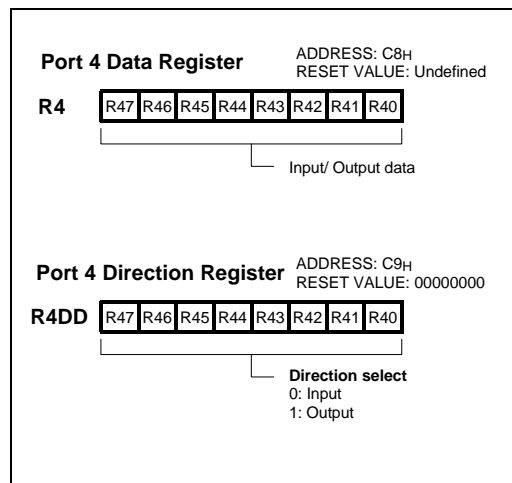 Port 4 Data Register
ADDRESS: C8H
RESET VALUE: Undefined
R4
R47 R46 R45 R44 R43 R42 R41 R40
Input/ Output data
Port 4 Direction Register
ADDRESS: C9H
RESET VALUE: 00000000
R4DD
R47 R46 R45 R44 R43 R42 R41 R40
Direction select
0: Input
1: Output